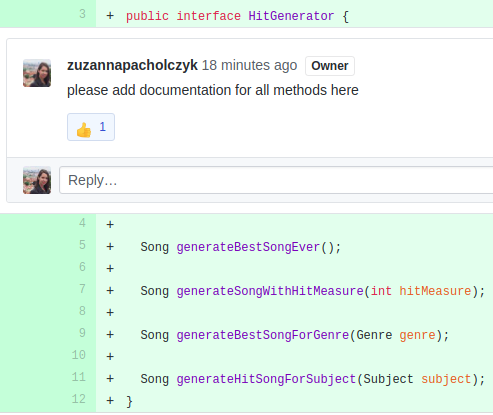 3 + public interface HitGenerator {
zuzannapacholczyk 18 minutes ago Owner
please add documentation for all methods here
👍 1
Reply…
4 +
5 + Song generateBestSongEver();
6 +
7 + Song generateSongWithHitMeasure(int hitMeasure);
8 +
9 + Song generateBestSongForGenre(Genre genre);
10 +
11 + Song generateHitSongForSubject(Subject subject);
12 + }